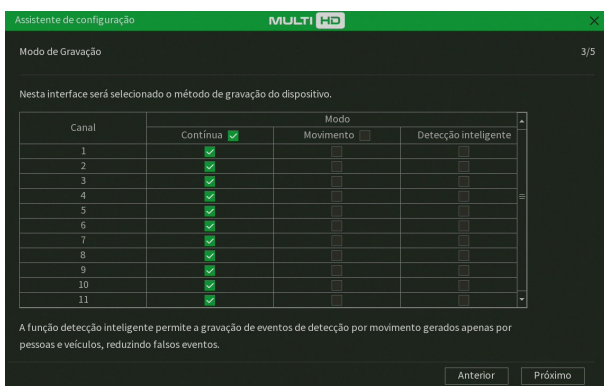 Assistente de configuração
MULTI HD
Modo de Gravação
3/5
Nesta interface será selecionado o método de gravação do dispositivo.
Canal
Modo
Contínua
Movimento
Detecção inteligente
1
2
3
4
5
6
7
8
9
10
11
A função detecção inteligente permite a gravação de eventos de detecção por movimento gerados apenas por
pessoas e veículos, reduzindo falsos eventos.
Anterior
Próximo